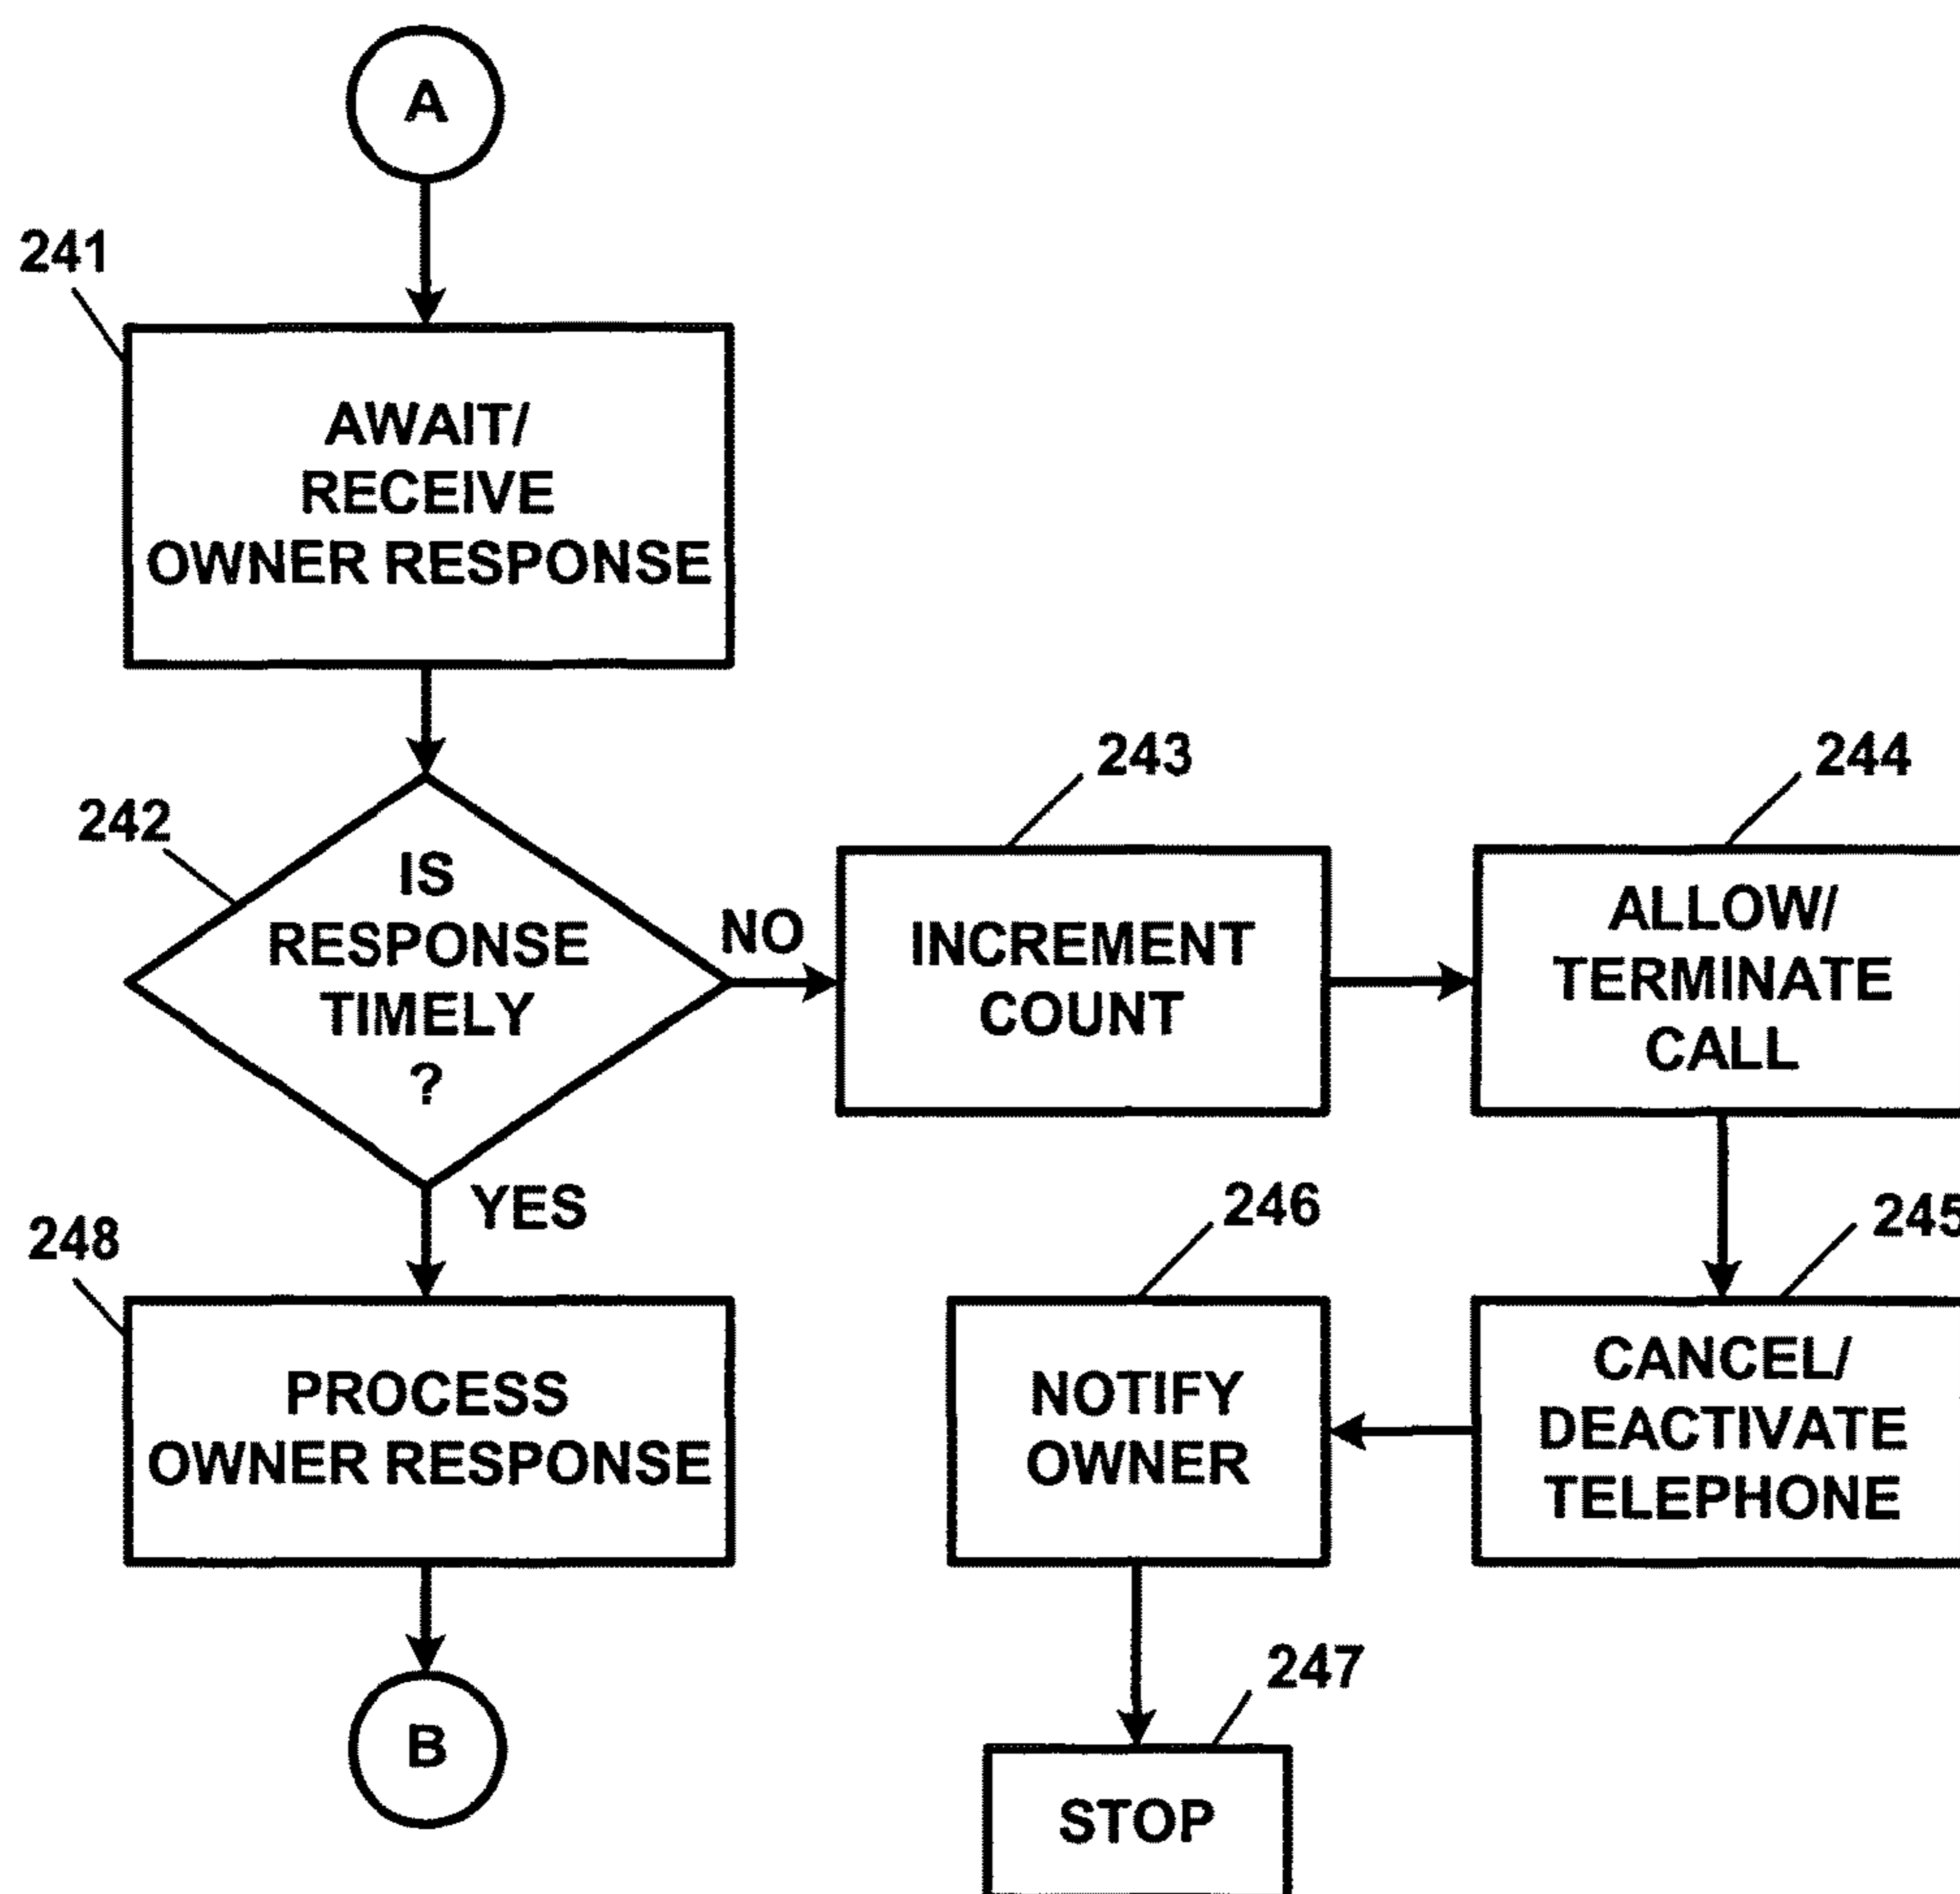 A
241
AWAIT/
RECEIVE
OWNER RESPONSE
242
IS
RESPONSE
TIMELY
?
NO
243
INCREMENT
COUNT
244
ALLOW/
TERMINATE
CALL
YES
248
PROCESS
OWNER RESPONSE
246
NOTIFY
OWNER
245
CANCEL/
DEACTIVATE
TELEPHONE
B
247
STOP